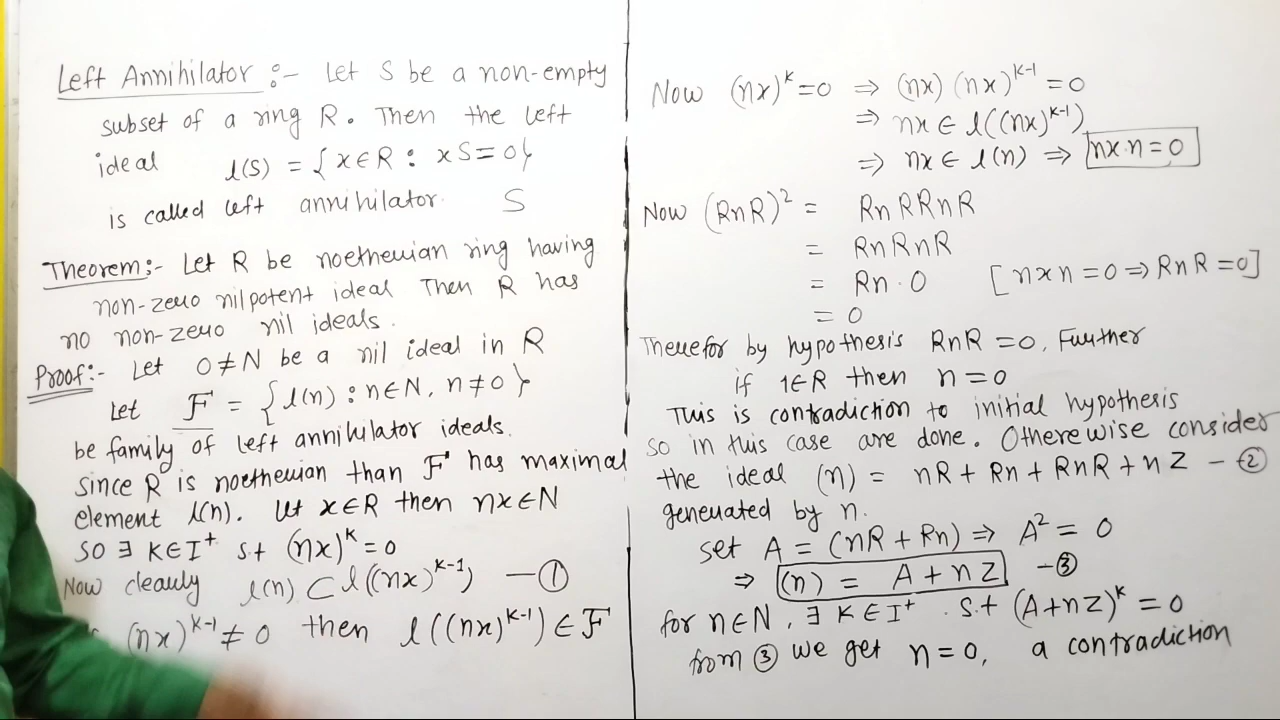 Left Annihilator :- Let S be a non-empty
subset of a ring R. Then the left
ideal l(S) = {x ∈ R : xS = 0}
is called left annihilator S
Theorem:- Let R be noetherian ring having
non-zero nilpotent ideal Then R has
no non-zero nil ideals.
Proof:- Let 0 ≠ N be a nil ideal in R
Let F = {l(n) : n ∈ N, n ≠ 0}
be family of left annihilator ideals.
since R is noetherian than F has maximal
element l(n). Let x ∈ R then nx ∈ N
so ∃ K ∈ I⁺ s.t (nx)ᵏ = 0
Now clearly l(n) ⊂ l((nx)ᵏ⁻¹) — ①
(nx)ᵏ⁻¹ ≠ 0 then l((nx)ᵏ⁻¹) ∈ F
Now (nx)ᵏ = 0 ⇒ (nx) (nx)ᵏ⁻¹ = 0
⇒ nx ∈ l((nx)ᵏ⁻¹)
⇒ nx ∈ l(n) ⇒ nx·n = 0
Now (RnR)² = RnRRnR
= RnRnR
= Rn·0 [nxn = 0 ⇒ RnR = 0]
= 0
Therefor by hypothesis RnR = 0. Further
if 1 ∈ R then n = 0
This is contradiction to initial hypothesis
so in this case are done. Otherewise consider
the ideal (n) = nR + Rn + RnR + nZ — ②
generated by n.
set A = (nR + Rn) ⇒ A² = 0
⇒ (n) = A + nZ — ③
for n ∈ N, ∃ K ∈ I⁺ s.t (A + nZ)ᵏ = 0
from ③ we get n = 0, a contradiction